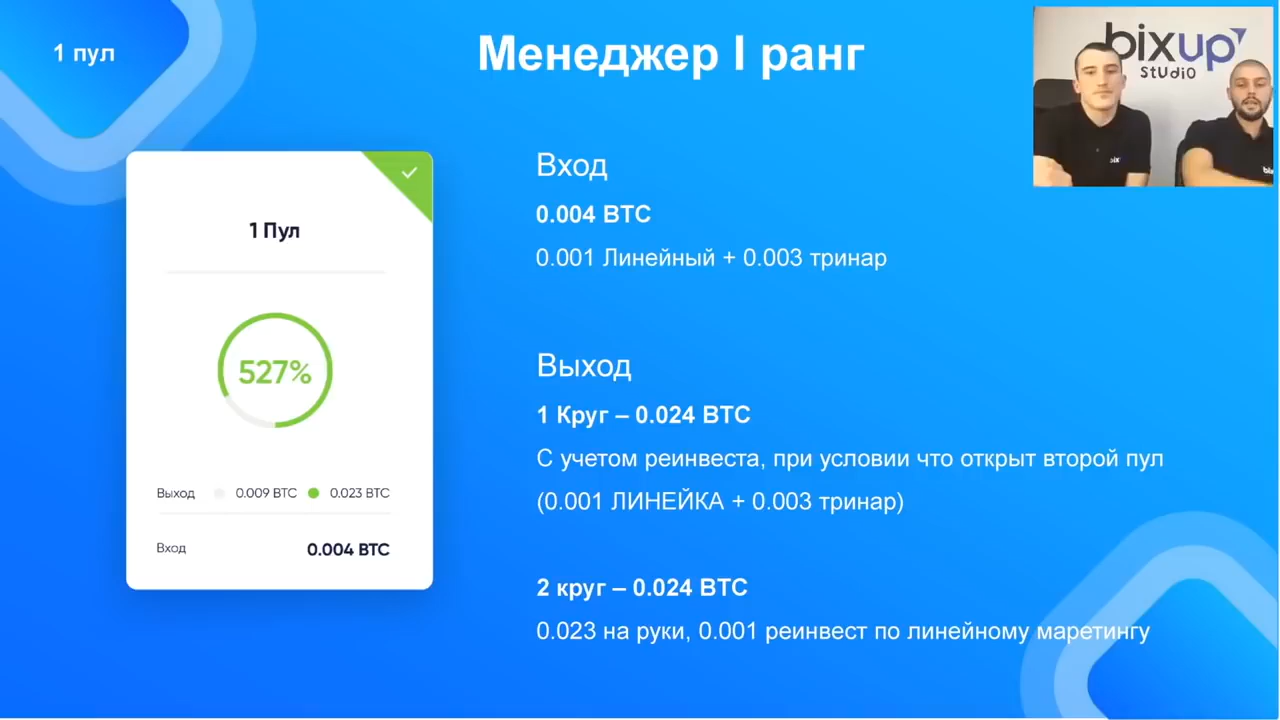 1 пул
Менеджер I ранг
bixup
studio
bix
Вход
0.004 BTC
0.001 Линейный + 0.003 тринар
1 Пул
527%
Выход 0.009 BTC 0.023 BTC
Вход 0.004 BTC
Выход
1 Круг – 0.024 BTC
С учетом реинвеста, при условии что открыт второй пул
(0.001 ЛИНЕЙКА + 0.003 тринар)
2 круг – 0.024 BTC
0.023 на руки, 0.001 реинвест по линейному маретингу